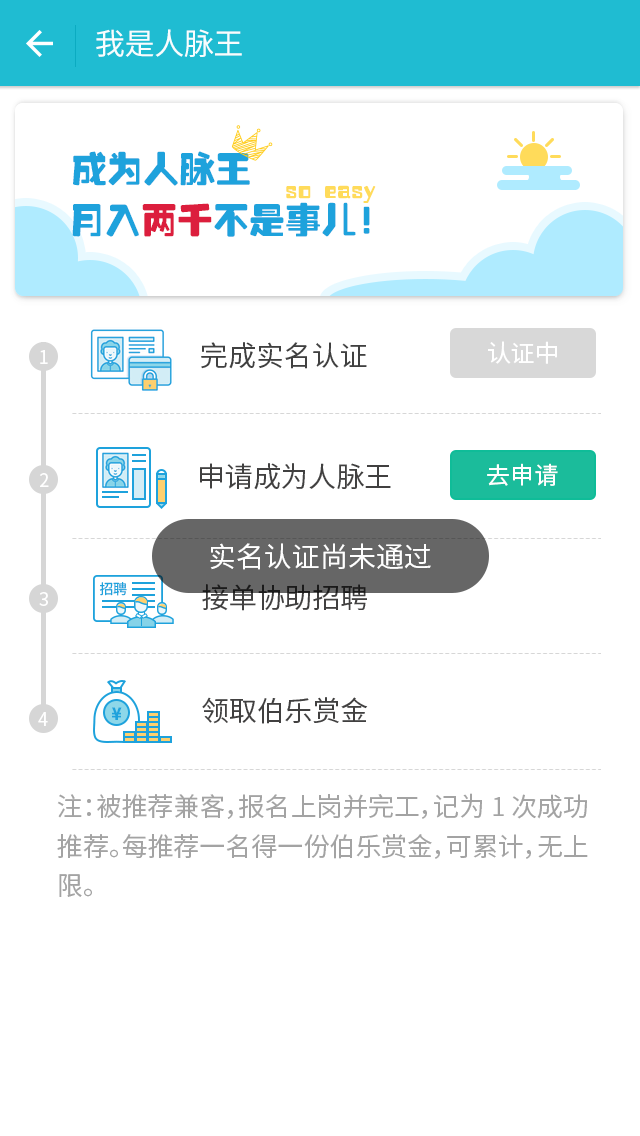 我是人脉王
成为人脉王
so easy
月入两千不是事儿!
1
完成实名认证
认证中
2
申请成为人脉王
去申请
实名认证尚未通过
3
招聘
接单协助招聘
4
¥
领取伯乐赏金
注:被推荐兼客,报名上岗并完工,记为 1 次成功
推荐。每推荐一名得一份伯乐赏金,可累计,无上
限。